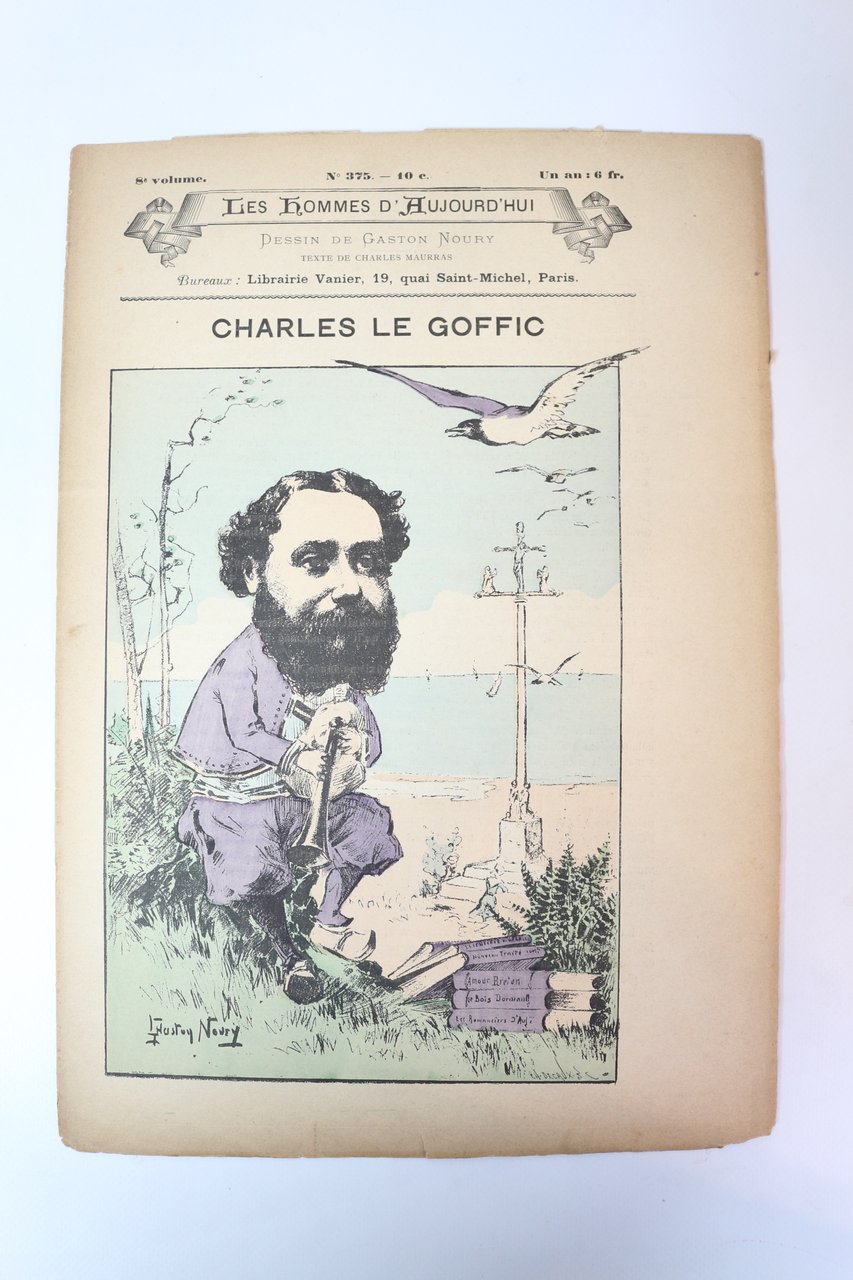 8e volume.
N° 375. — 10 c.
Un an : 6 fr.
LES HOMMES D'AUJOURD'HUI
DESSIN DE GASTON NOURY
TEXTE DE CHARLES MAURRAS
Bureaux : Librairie Vanier, 19, quai Saint-Michel, Paris.
CHARLES LE GOFFIC
Nouveau Traité
Amour Breton
Le Bois Dormant
Les Romanciers D'Auj.
Gaston Noury